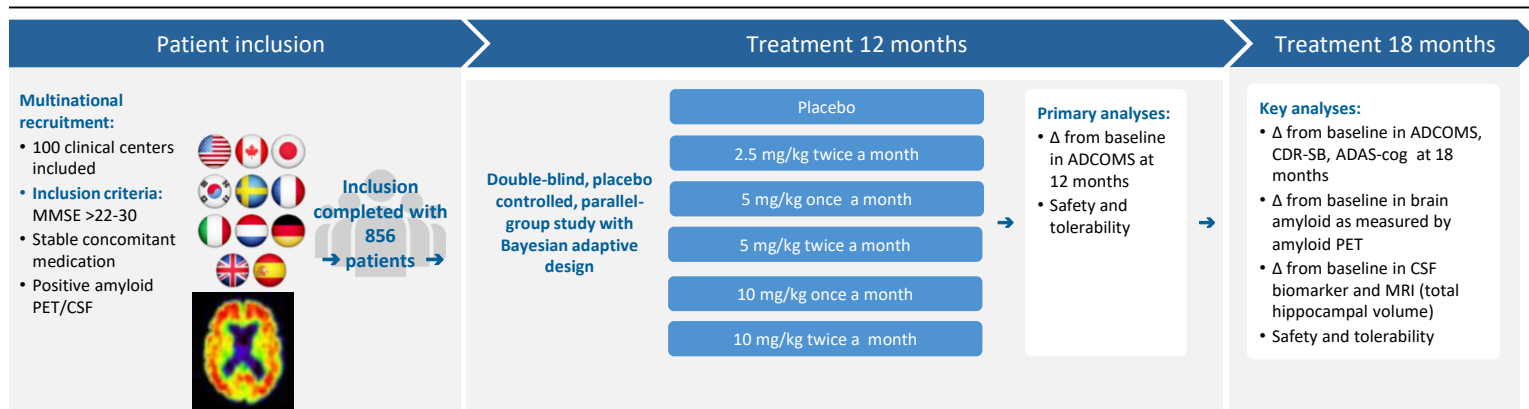 Patient inclusion
Treatment 12 months
Treatment 18 months
Multinational
recruitment:
• 100 clinical centers
included
• Inclusion criteria:
MMSE >22-30
• Stable concomitant
medication
• Positive amyloid
PET/CSF
Inclusion
completed with
856
➔ patients ➔
Double-blind, placebo
controlled, parallel-
group study with
Bayesian adaptive
design
Placebo
2.5 mg/kg twice a month
5 mg/kg once a month
5 mg/kg twice a month
10 mg/kg once a month
10 mg/kg twice a month
➔
Primary analyses:
• Δ from baseline
in ADCOMS at
12 months
• Safety and
tolerability
➔
Key analyses:
• Δ from baseline in ADCOMS,
CDR-SB, ADAS-cog at 18
months
• Δ from baseline in brain
amyloid as measured by
amyloid PET
• Δ from baseline in CSF
biomarker and MRI (total
hippocampal volume)
• Safety and tolerability